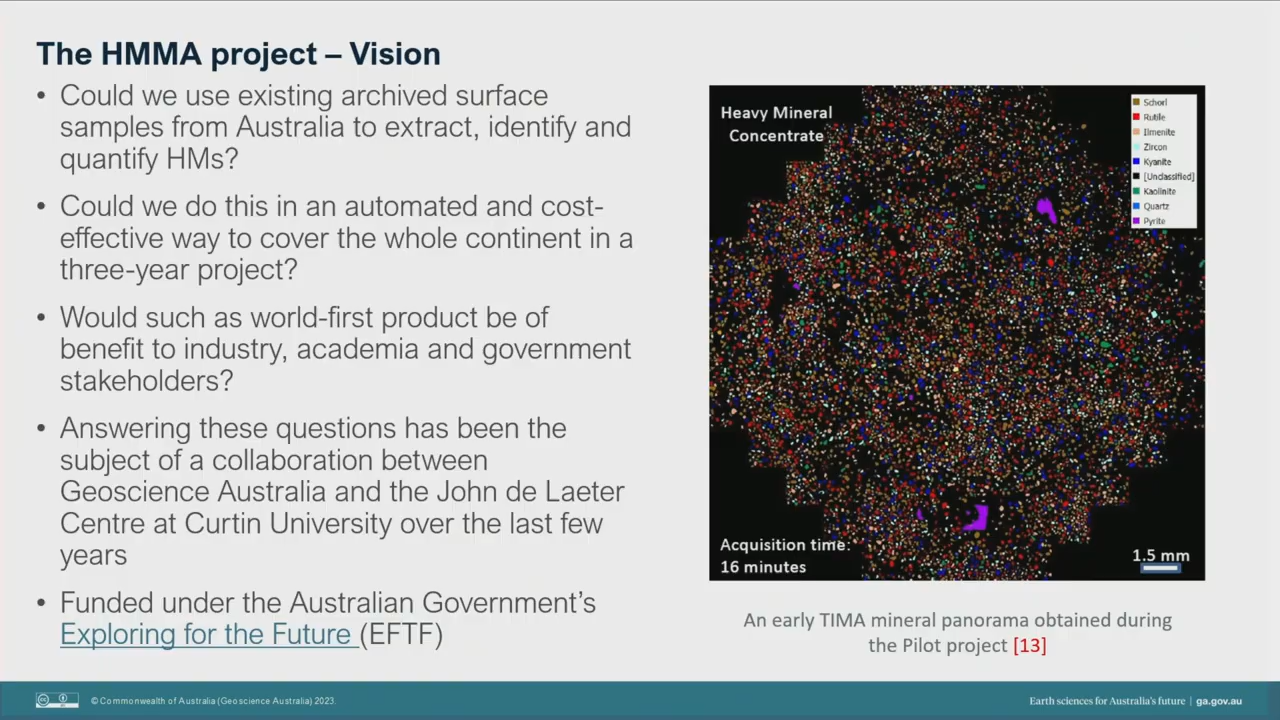 The HMMA project – Vision
• Could we use existing archived surface
samples from Australia to extract, identify and
quantify HMs?
• Could we do this in an automated and cost-
effective way to cover the whole continent in a
three-year project?
• Would such as world-first product be of
benefit to industry, academia and government
stakeholders?
• Answering these questions has been the
subject of a collaboration between
Geoscience Australia and the John de Laeter
Centre at Curtin University over the last few
years
• Funded under the Australian Government's
Exploring for the Future (EFTF)
Heavy Mineral
Concentrate
Schorl
Rutile
Ilmenite
Zircon
Kyanite
[Unclassified]
Kaolinite
Quartz
Pyrite
Acquisition time:
16 minutes
1.5 mm
An early TIMA mineral panorama obtained during
the Pilot project [13]
© Commonwealth of Australia (Geoscience Australia) 2023.
Earth sciences for Australia's future | ga.gov.au